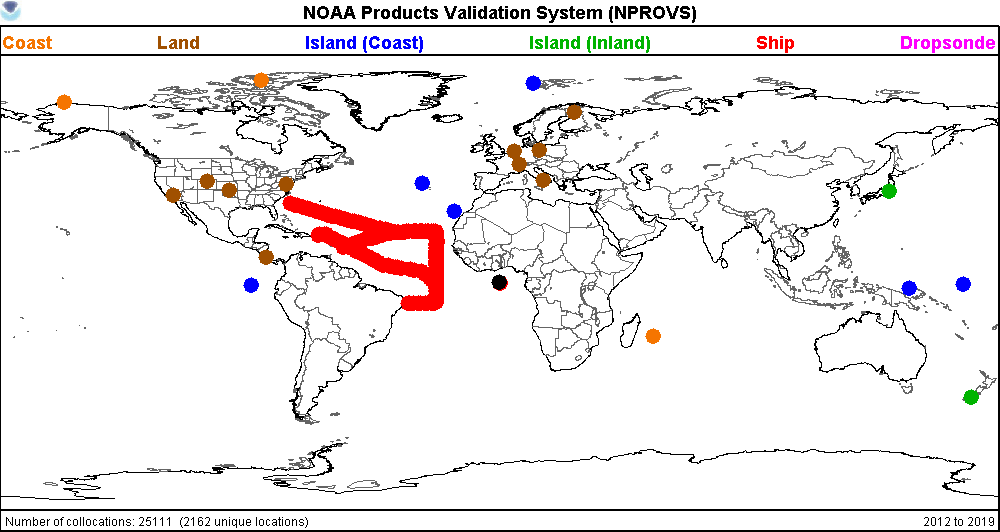 NOAA Products Validation System (NPROVS)
Coast Land Island (Coast) Island (Inland) Ship Dropsonde
Number of collocations: 25111 (2162 unique locations) 2012 to 2019